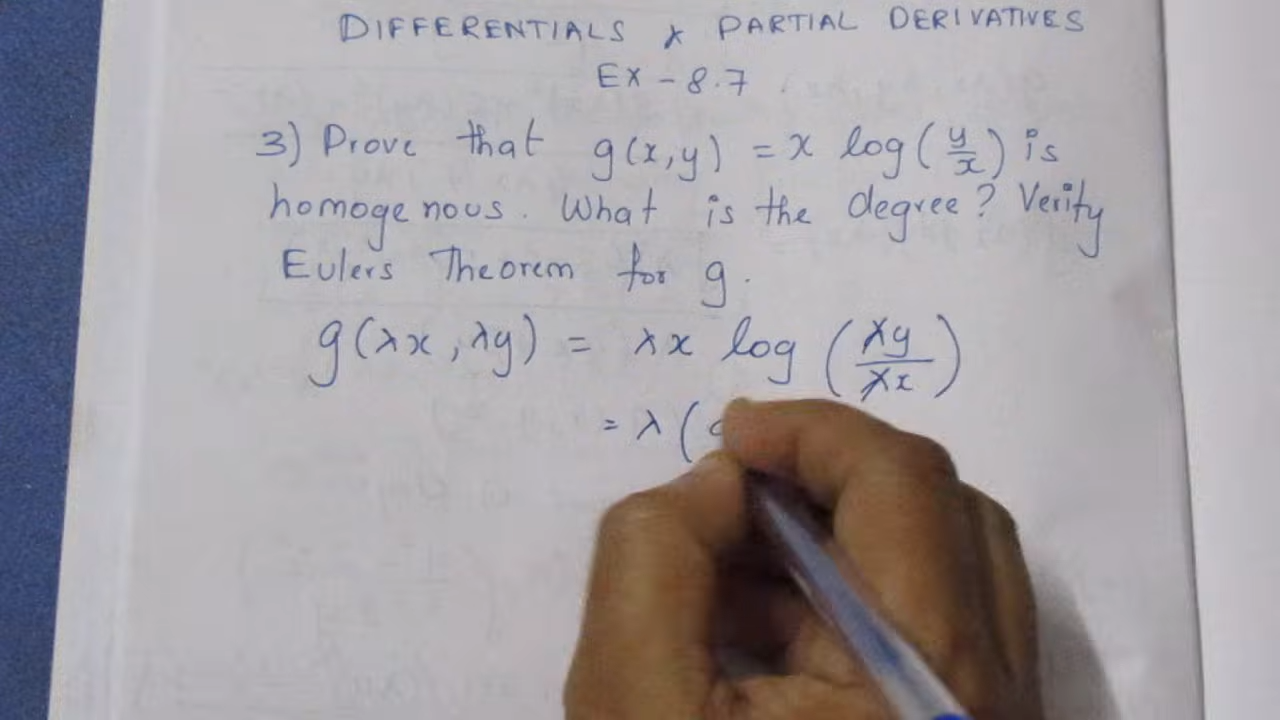 DIFFERENTIALS & PARTIAL DERIVATIVES
EX - 8.7
3) Prove that g(x,y) = x log(y/x) is
homogenous. What is the degree? Verify
Eulers Theorem for g.
g(λx, λy) = λx log (λy/λx)
= λ (